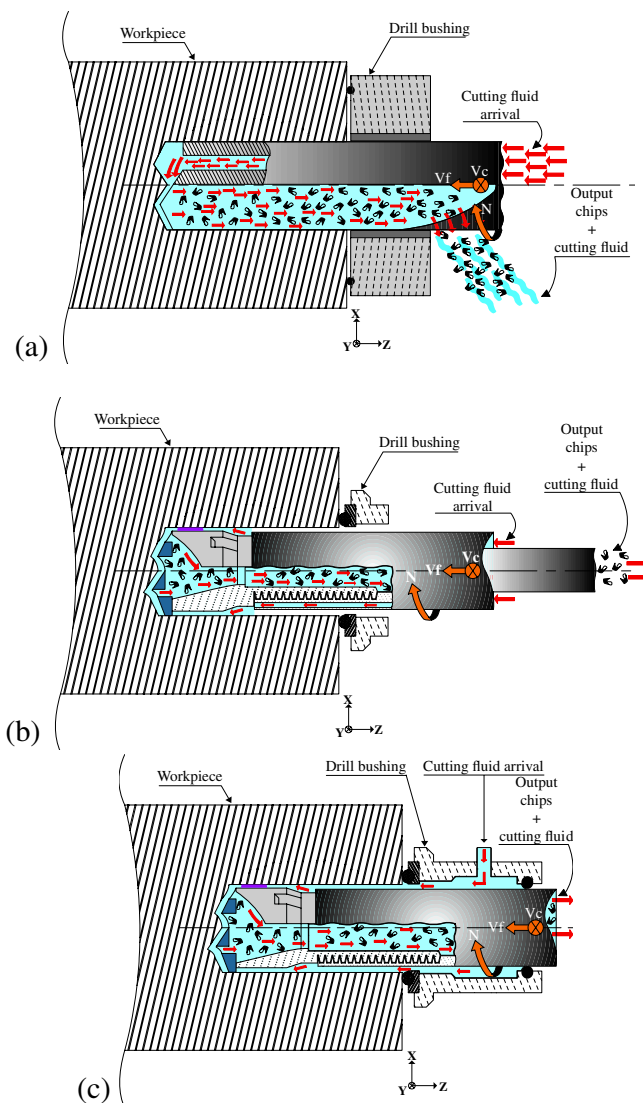 Workpiece
Drill bushing
Cutting fluid
arrival
Vf
Vc
N
Output
chips
+
cutting fluid
X
Y
Z
(a)
Workpiece
Drill bushing
Output
chips
+
cutting fluid
Cutting fluid
arrival
N
Vf
Vc
X
Y
Z
(b)
Workpiece
Drill bushing
Cutting fluid arrival
Output
chips
+
cutting fluid
N
Vf
Vc
X
Y
Z
(c)